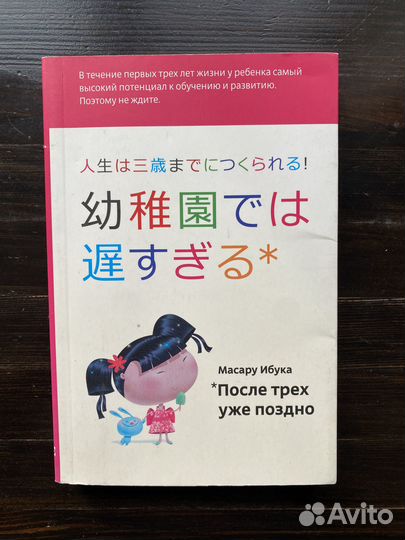 В течение первых трех лет жизни у ребенка самый
высокий потенциал к обучению и развитию.
Поэтому не ждите.
人生は三歳までにつくられる!
幼稚園では
遅すぎる*
Масару Ибука
*После трех
уже поздно
Avito